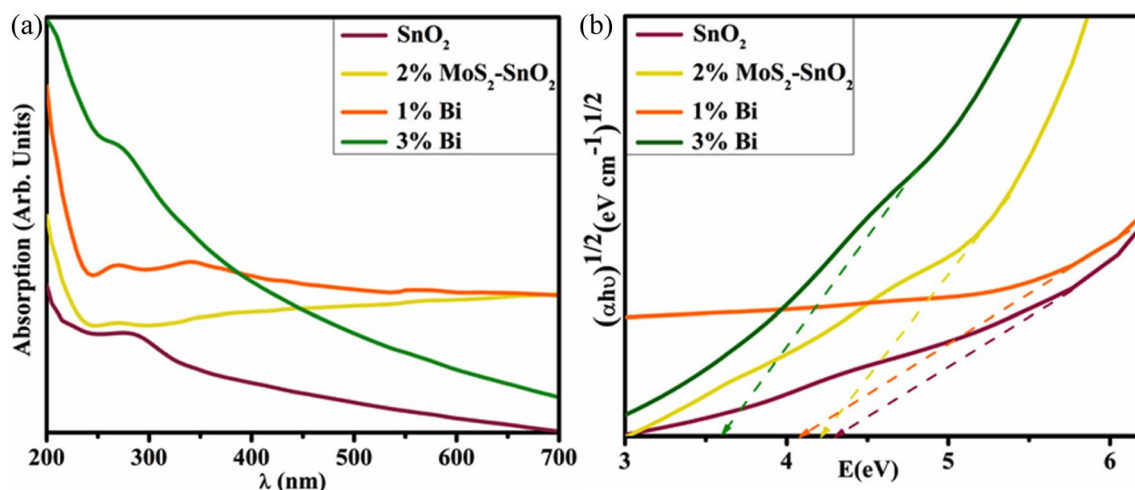 (a)
SnO₂
2% MoS₂-SnO₂
1% Bi
3% Bi
Absorption (Arb. Units)
200 300 400 500 600 700
λ (nm)
(b)
SnO₂
2% MoS₂-SnO₂
1% Bi
3% Bi
(αhυ)¹/² (eV cm⁻¹)¹/²
3 4 5 6
E(eV)